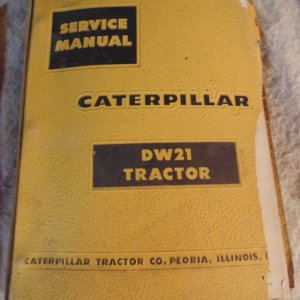 SERVICE
MANUAL
CATERPILLAR
DW21
TRACTOR
CATERPILLAR TRACTOR CO., PEORIA, ILLINOIS,